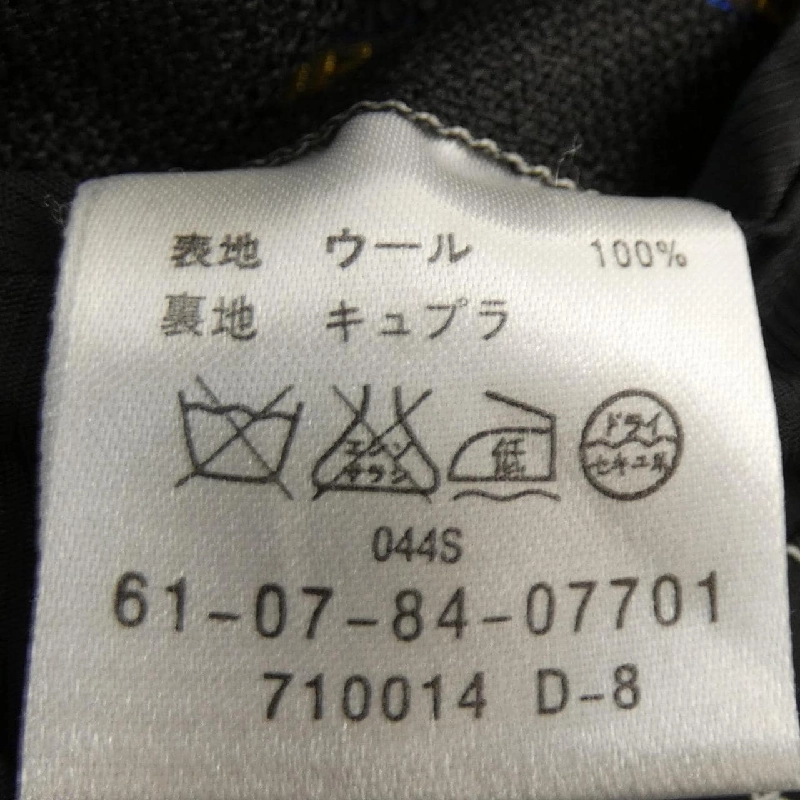 表地 ウール 100%
裏地 キュプラ
エンソ サラシ 低 ドライ セキユ系
044S
61-07-84-07701
710014 D-8